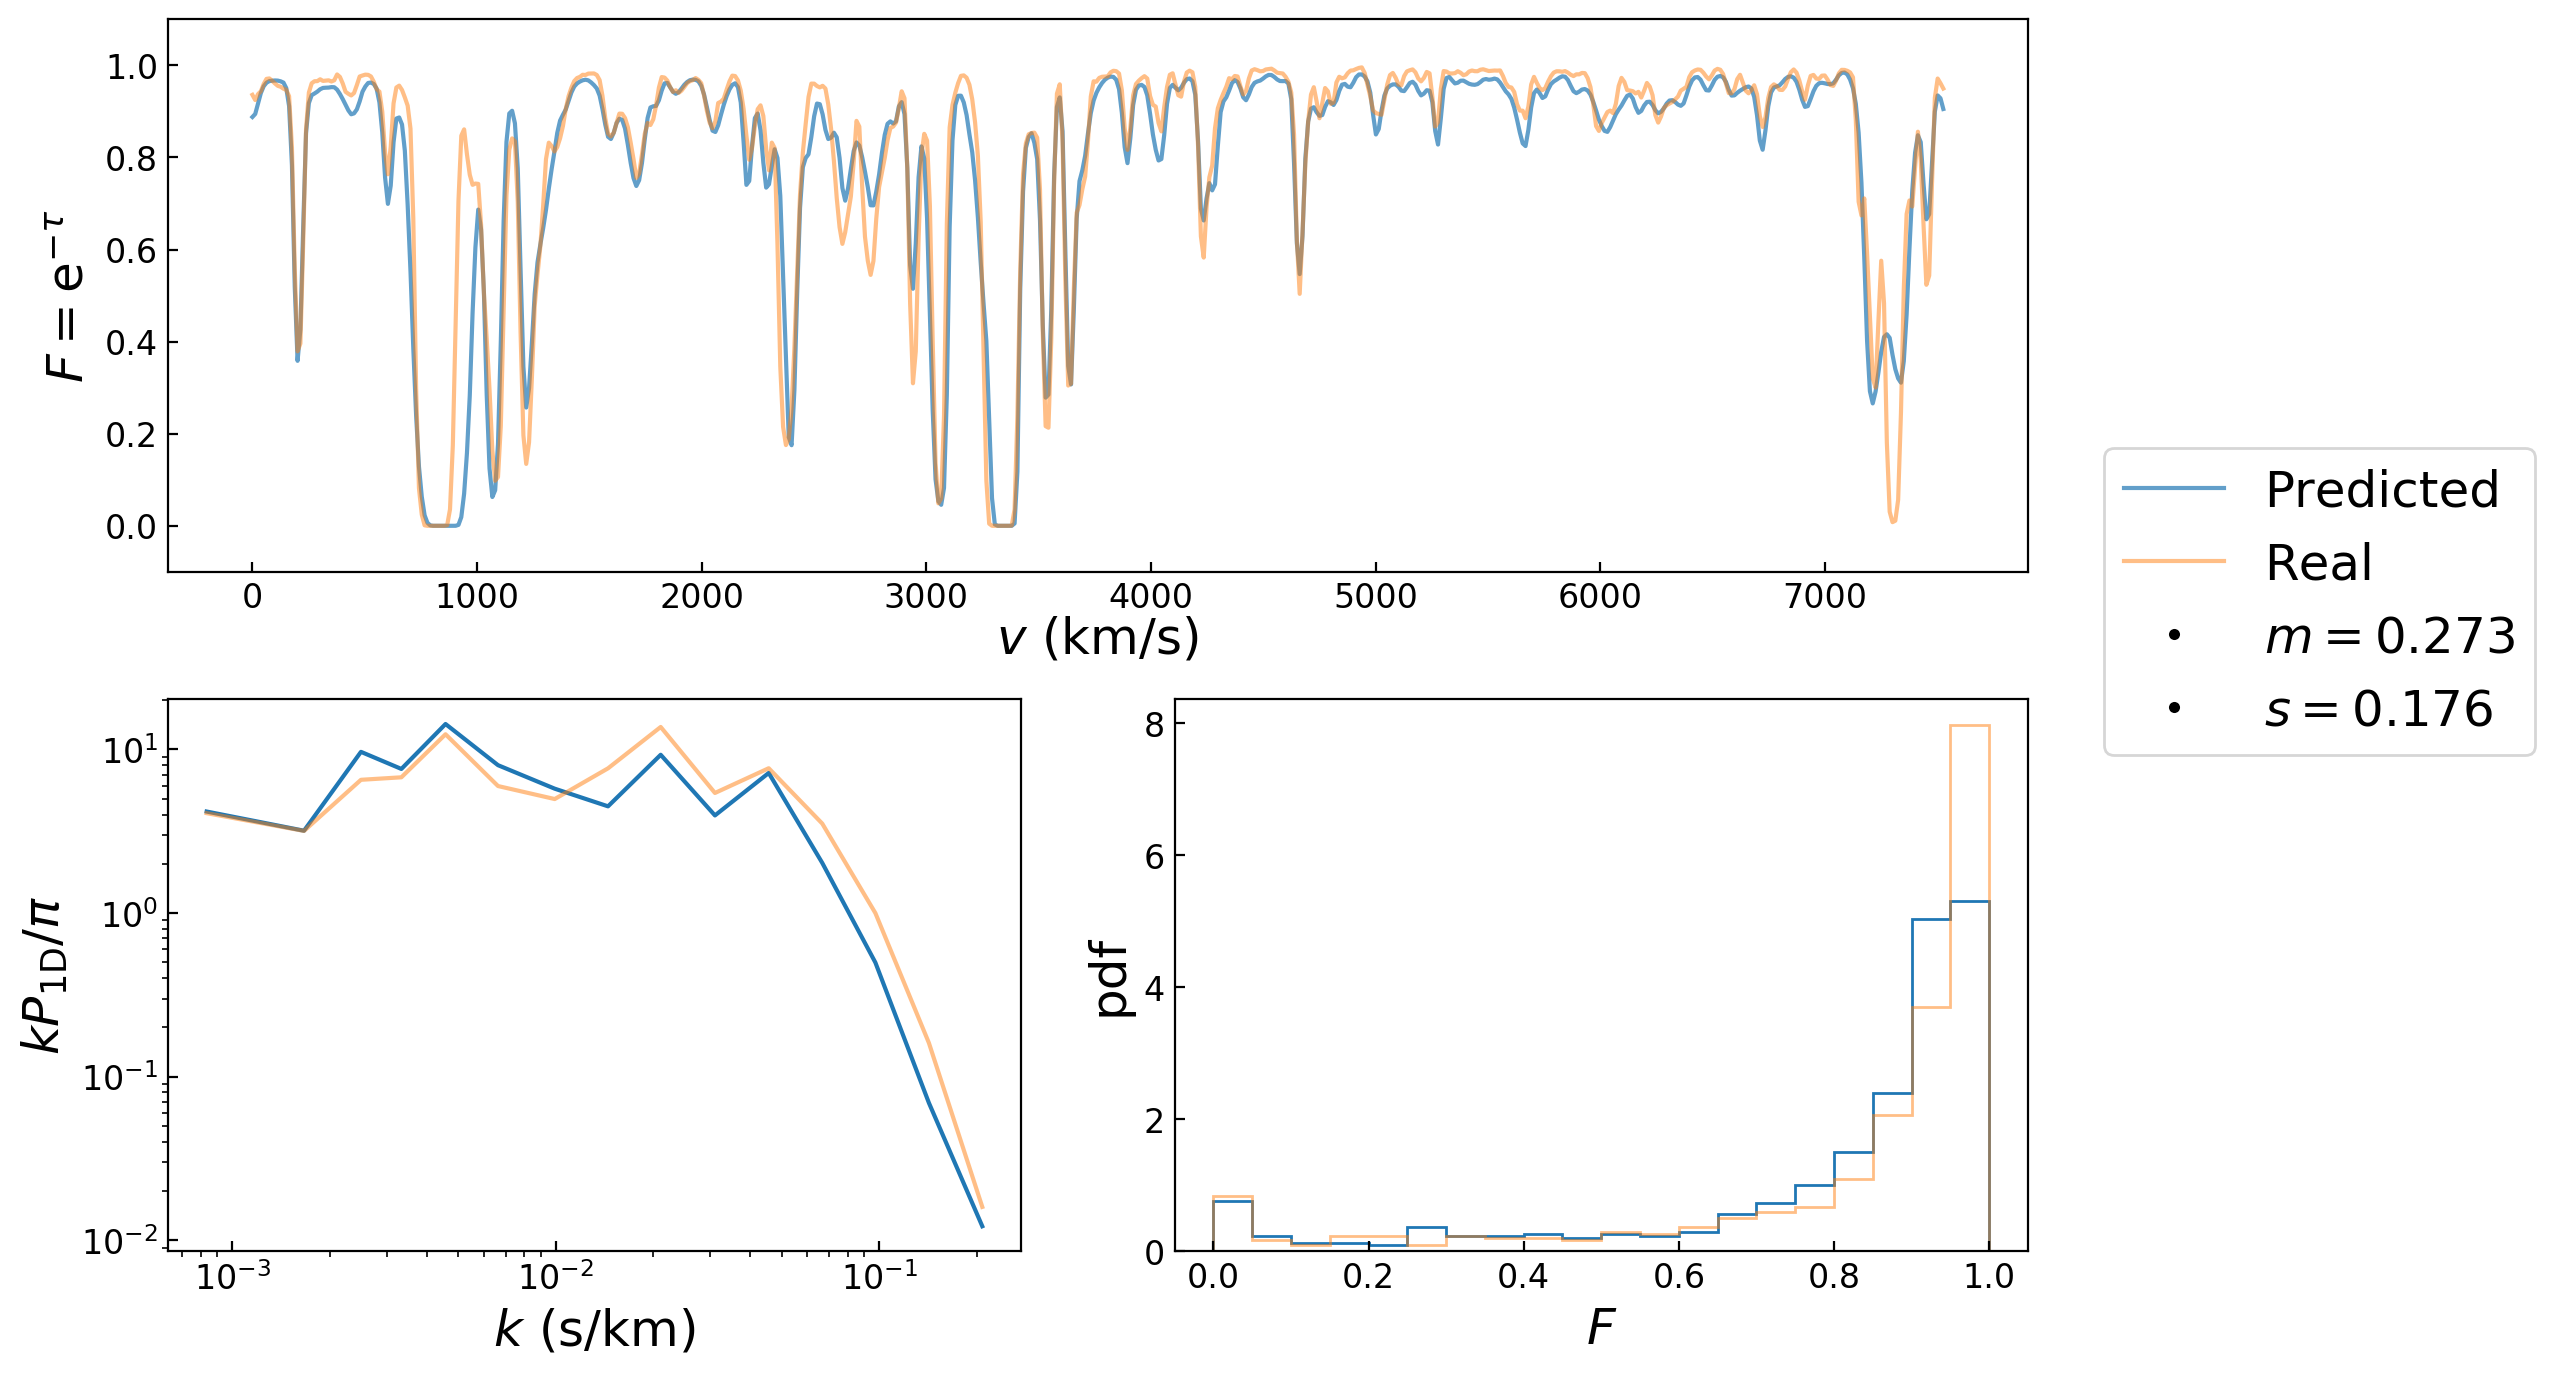 1.0
0.8
0.6
0.4
0.2
0.0
F = e^{−τ}
0 1000 2000 3000 4000 5000 6000 7000
v (km/s)
Predicted
Real
m = 0.273
s = 0.176
10^1
10^0
10^{−1}
10^{−2}
kP_{1D}/π
10^{−3} 10^{−2} 10^{−1}
k (s/km)
8
6
4
2
0
pdf
0.0 0.2 0.4 0.6 0.8 1.0
F